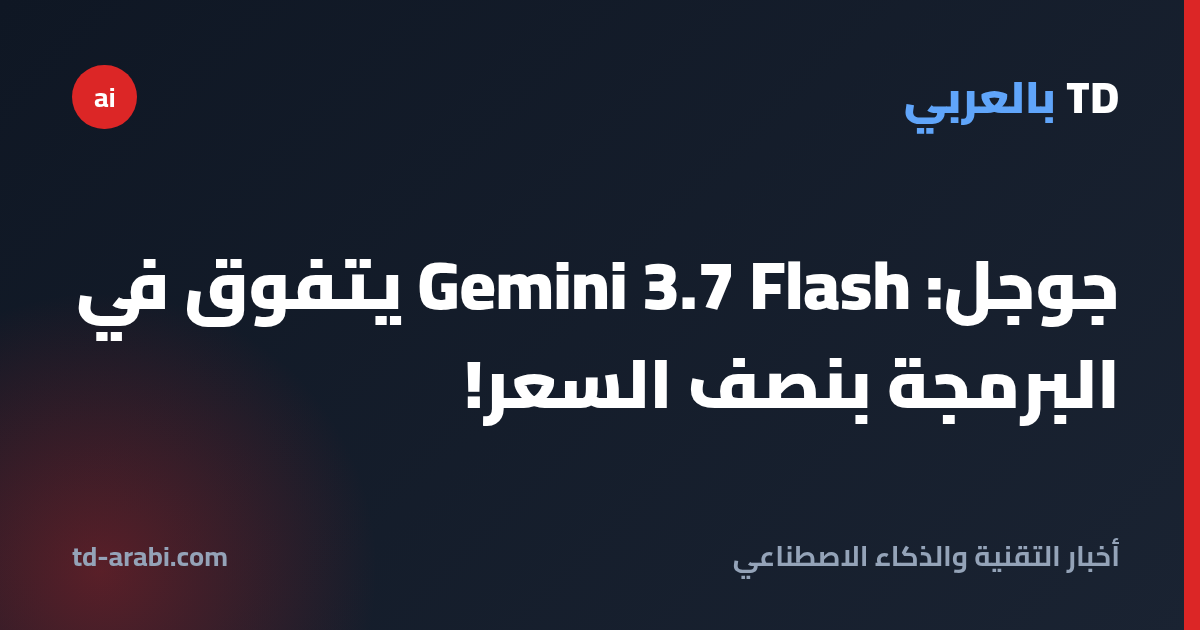 TD بالعربي
ai
جوجل: Gemini 3.7 Flash يتفوق في
البرمجة بنصف السعر!
أخبار التقنية والذكاء الاصطناعي
td-arabi.com